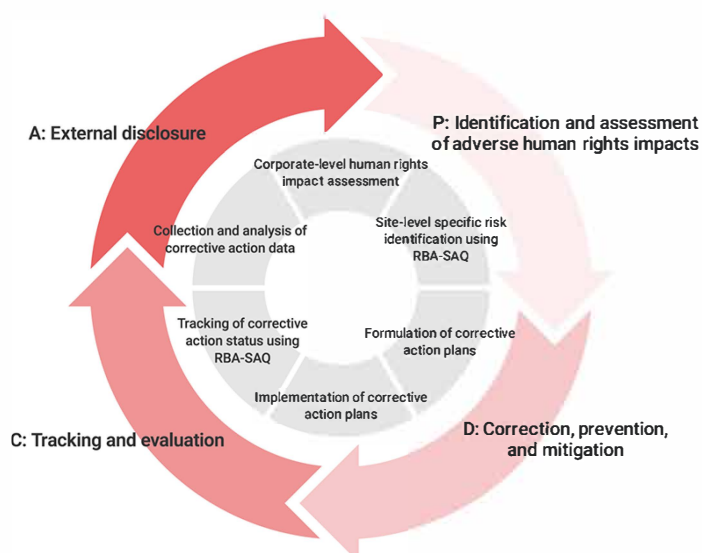 A: External disclosure
P: Identification and assessment
of adverse human rights impacts
Corporate-level human rights
impact assessment
Site-level specific risk
identification using
RBA-SAQ
Collection and analysis of
corrective action data
Tracking of corrective
action status using
RBA-SAQ
Formulation of corrective
action plans
Implementation of corrective
action plans
C: Tracking and evaluation
D: Correction, prevention,
and mitigation